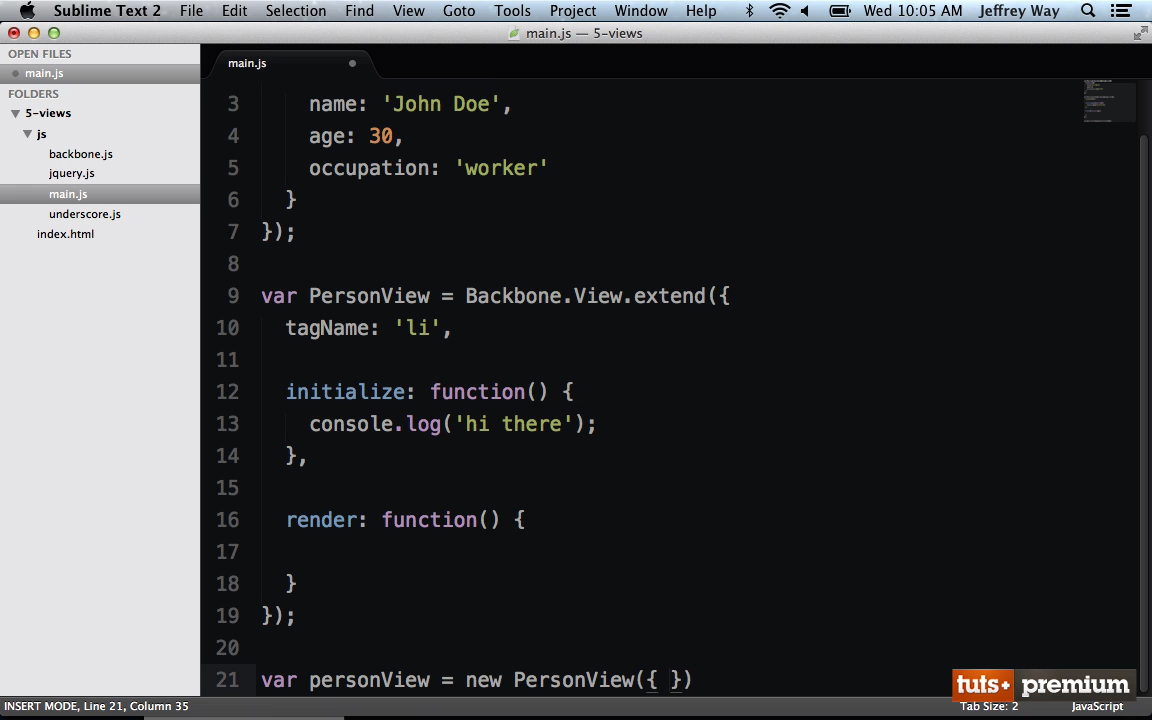 Sublime Text 2 File Edit Selection Find View Goto Tools Project Window Help Wed 10:05 AM Jeffrey Way
main.js — 5-views
OPEN FILES
main.js
FOLDERS
5-views
js
backbone.js
jquery.js
main.js
underscore.js
index.html
main.js
3 name: 'John Doe',
4 age: 30,
5 occupation: 'worker'
6 }
7 });
8
9 var PersonView = Backbone.View.extend({
10 tagName: 'li',
11
12 initialize: function() {
13 console.log('hi there');
14 },
15
16 render: function() {
17
18 }
19 });
20
21 var personView = new PersonView({ })
tuts+ premium
INSERT MODE, Line 21, Column 35 Tab Size: 2 JavaScript